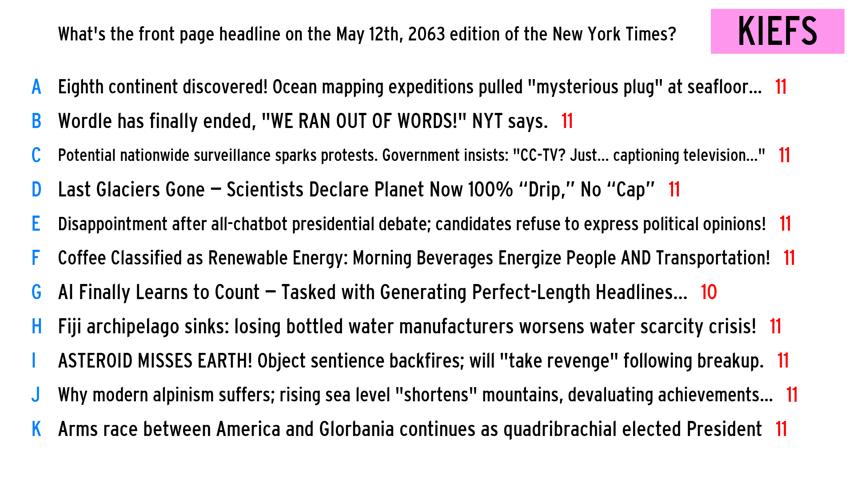 What's the front page headline on the May 12th, 2063 edition of the New York Times?
KIEFS
A Eighth continent discovered! Ocean mapping expeditions pulled "mysterious plug" at seafloor... 11
B Wordle has finally ended, "WE RAN OUT OF WORDS!" NYT says. 11
C Potential nationwide surveillance sparks protests. Government insists: "CC-TV? Just... captioning television..." 11
D Last Glaciers Gone – Scientists Declare Planet Now 100% “Drip,” No “Cap” 11
E Disappointment after all-chatbot presidential debate; candidates refuse to express political opinions! 11
F Coffee Classified as Renewable Energy: Morning Beverages Energize People AND Transportation! 11
G AI Finally Learns to Count – Tasked with Generating Perfect-Length Headlines... 10
H Fiji archipelago sinks: losing bottled water manufacturers worsens water scarcity crisis! 11
I ASTEROID MISSES EARTH! Object sentience backfires; will "take revenge" following breakup. 11
J Why modern alpinism suffers; rising sea level "shortens" mountains, devaluating achievements... 11
K Arms race between America and Glorbania continues as quadribrachial elected President 11